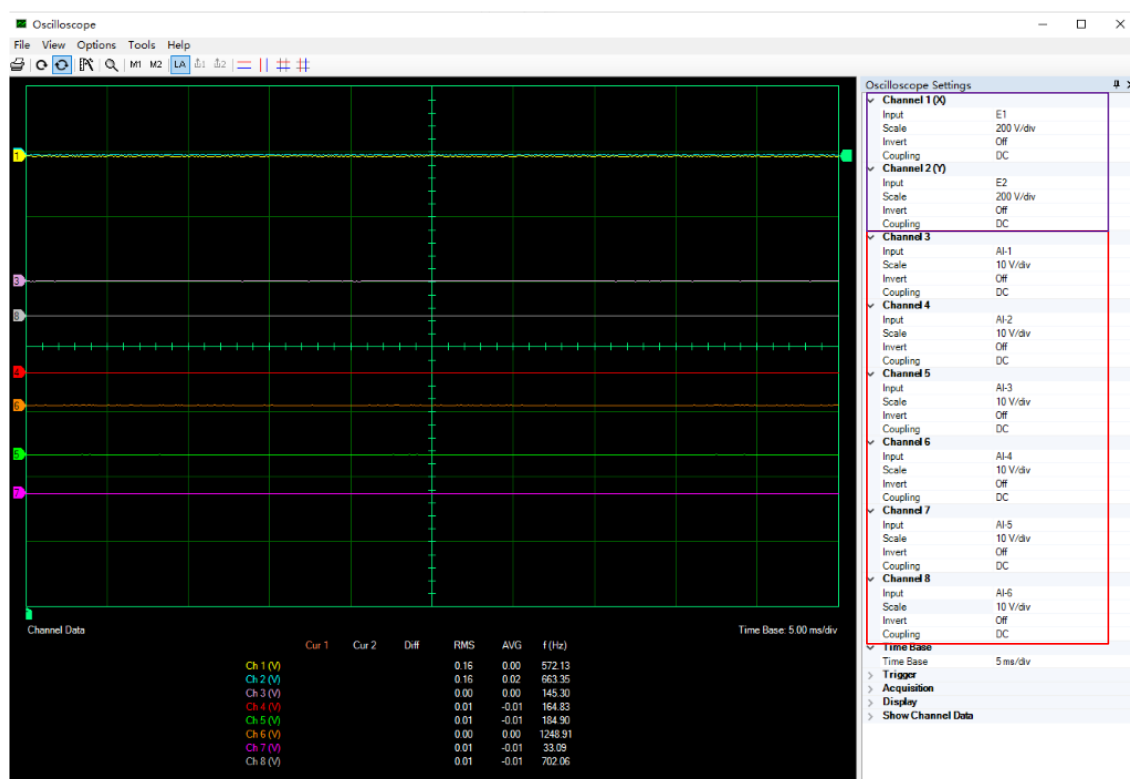 Oscilloscope
File View Options Tools Help
M1 M2 LA
Oscilloscope Settings
Channel 1 (X)
Input E1
Scale 200 V/div
Invert Off
Coupling DC
Channel 2 (Y)
Input E2
Scale 200 V/div
Invert Off
Coupling DC
Channel 3
Input AI-1
Scale 10 V/div
Invert Off
Coupling DC
Channel 4
Input AI-2
Scale 10 V/div
Invert Off
Coupling DC
Channel 5
Input AI-3
Scale 10 V/div
Invert Off
Coupling DC
Channel 6
Input AI-4
Scale 10 V/div
Invert Off
Coupling DC
Channel 7
Input AI-5
Scale 10 V/div
Invert Off
Coupling DC
Channel 8
Input AI-6
Scale 10 V/div
Invert Off
Coupling DC
Time Base
Time Base 5 ms/div
Trigger
Acquisition
Display
Show Channel Data
1
3
8
4
6
5
7
Channel Data Time Base: 5.00 ms/div
Cur 1 Cur 2 Diff RMS AVG f (Hz)
Ch 1 (V) 0.16 0.00 572.13
Ch 2 (V) 0.16 0.02 663.35
Ch 3 (V) 0.00 0.00 145.30
Ch 4 (V) 0.01 -0.01 164.83
Ch 5 (V) 0.01 -0.01 184.90
Ch 6 (V) 0.00 0.00 1248.91
Ch 7 (V) 0.01 -0.01 33.09
Ch 8 (V) 0.01 -0.01 702.06